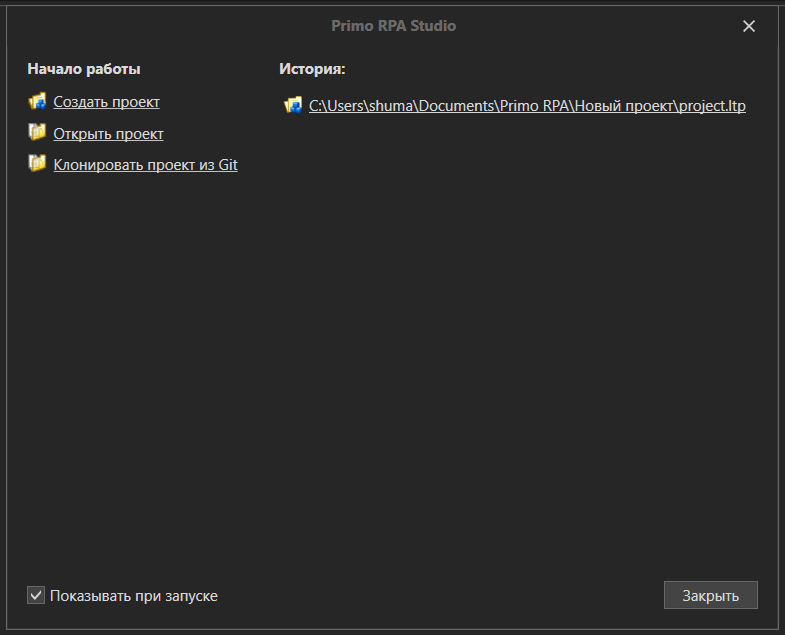 Primo RPA Studio
Начало работы
Создать проект
Открыть проект
Клонировать проект из Git
История:
C:\Users\shuma\Documents\Primo RPA\Новый проект\project.ltp
Показывать при запуске
Закрыть